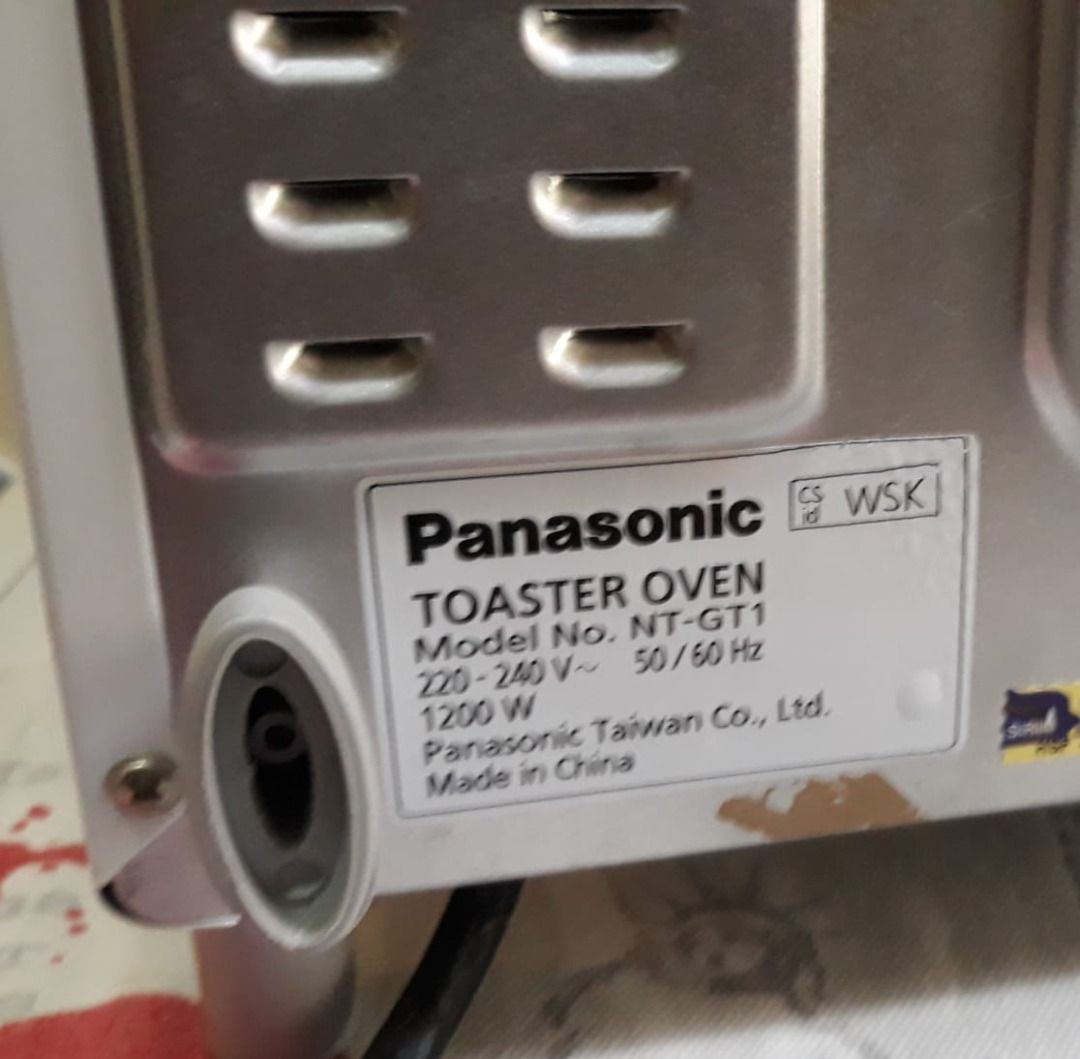 Panasonic
CS id WSK
TOASTER OVEN
Model No. NT-GT1
220-240 V~ 50/60 Hz
1200 W
Panasonic Taiwan Co., Ltd.
Made in China
SIRIM